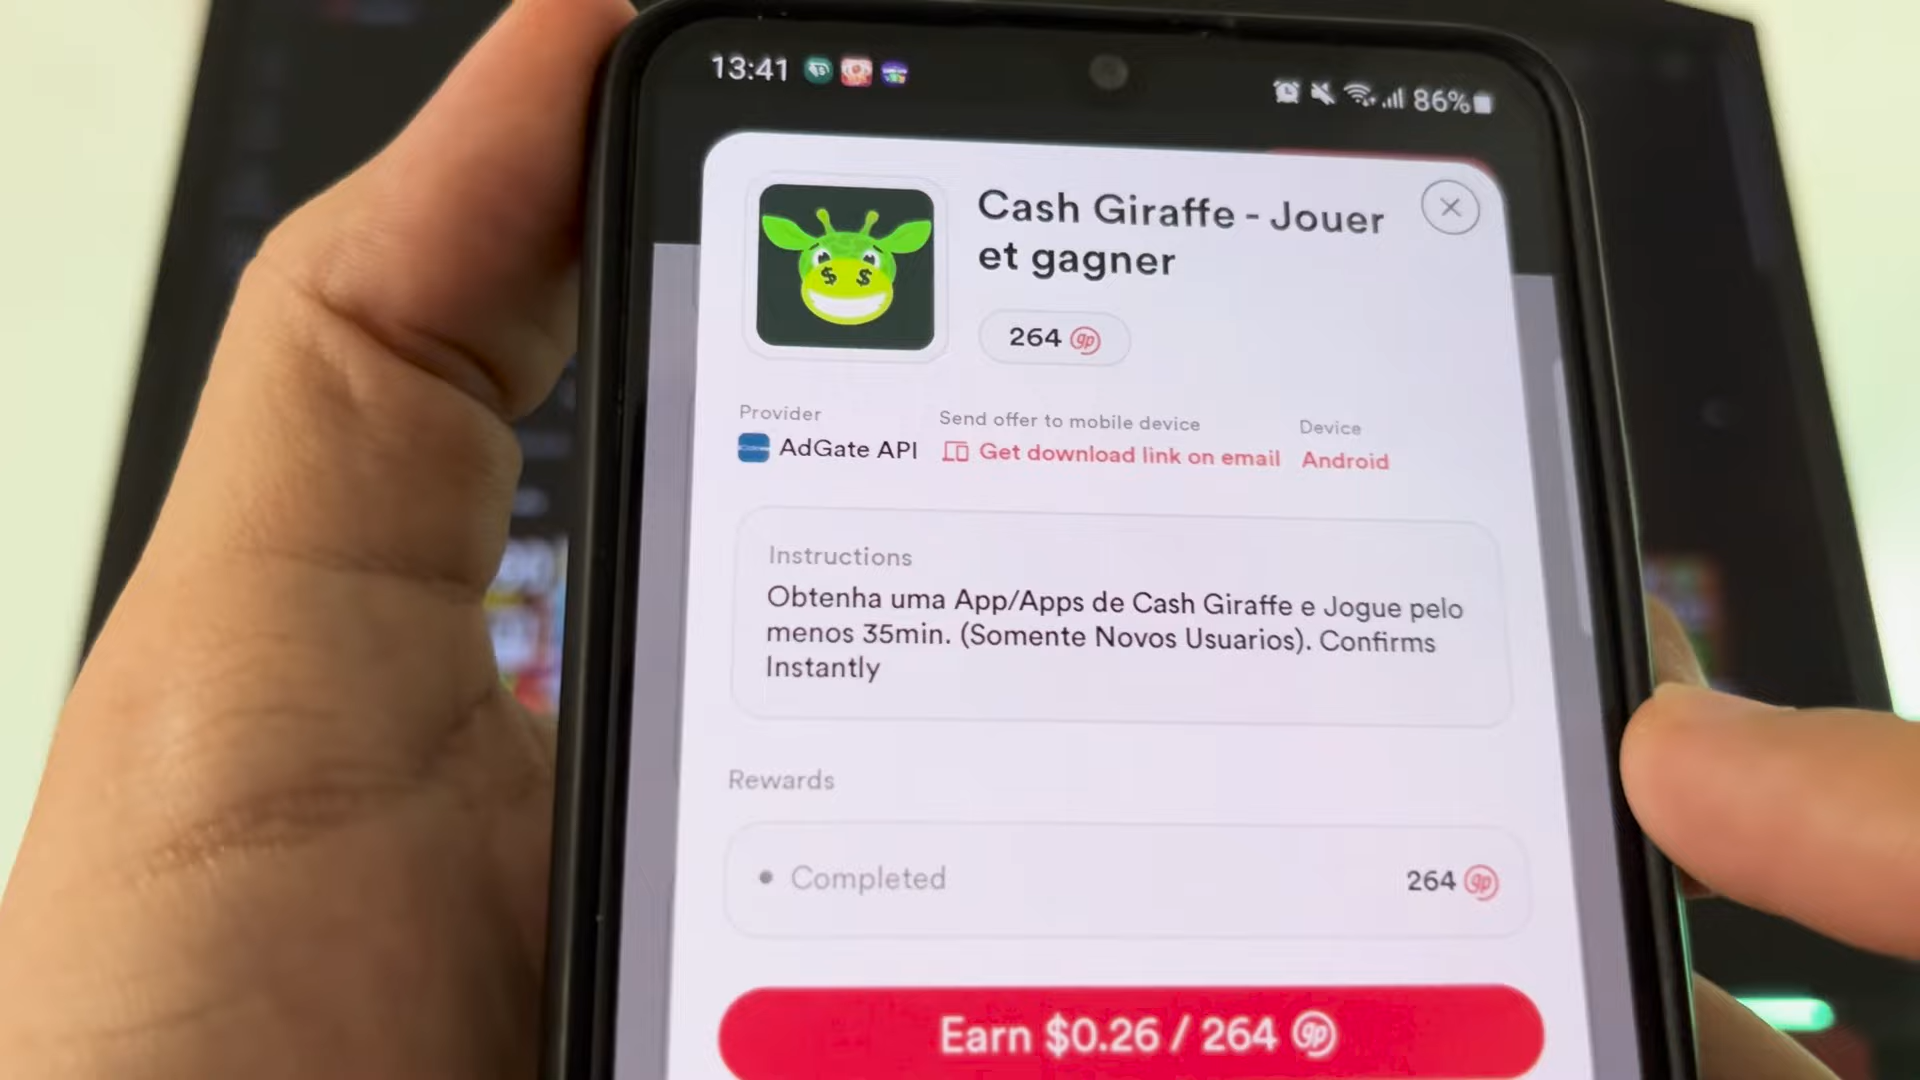 13:41
86%
Cash Giraffe - Jouer
et gagner
264 gp
Provider
Send offer to mobile device
Device
AdGate API
Get download link on email
Android
Instructions
Obtenha uma App/Apps de Cash Giraffe e Jogue pelo
menos 35min. (Somente Novos Usuarios). Confirms
Instantly
Rewards
Completed
264 gp
Earn $0.26 / 264 gp